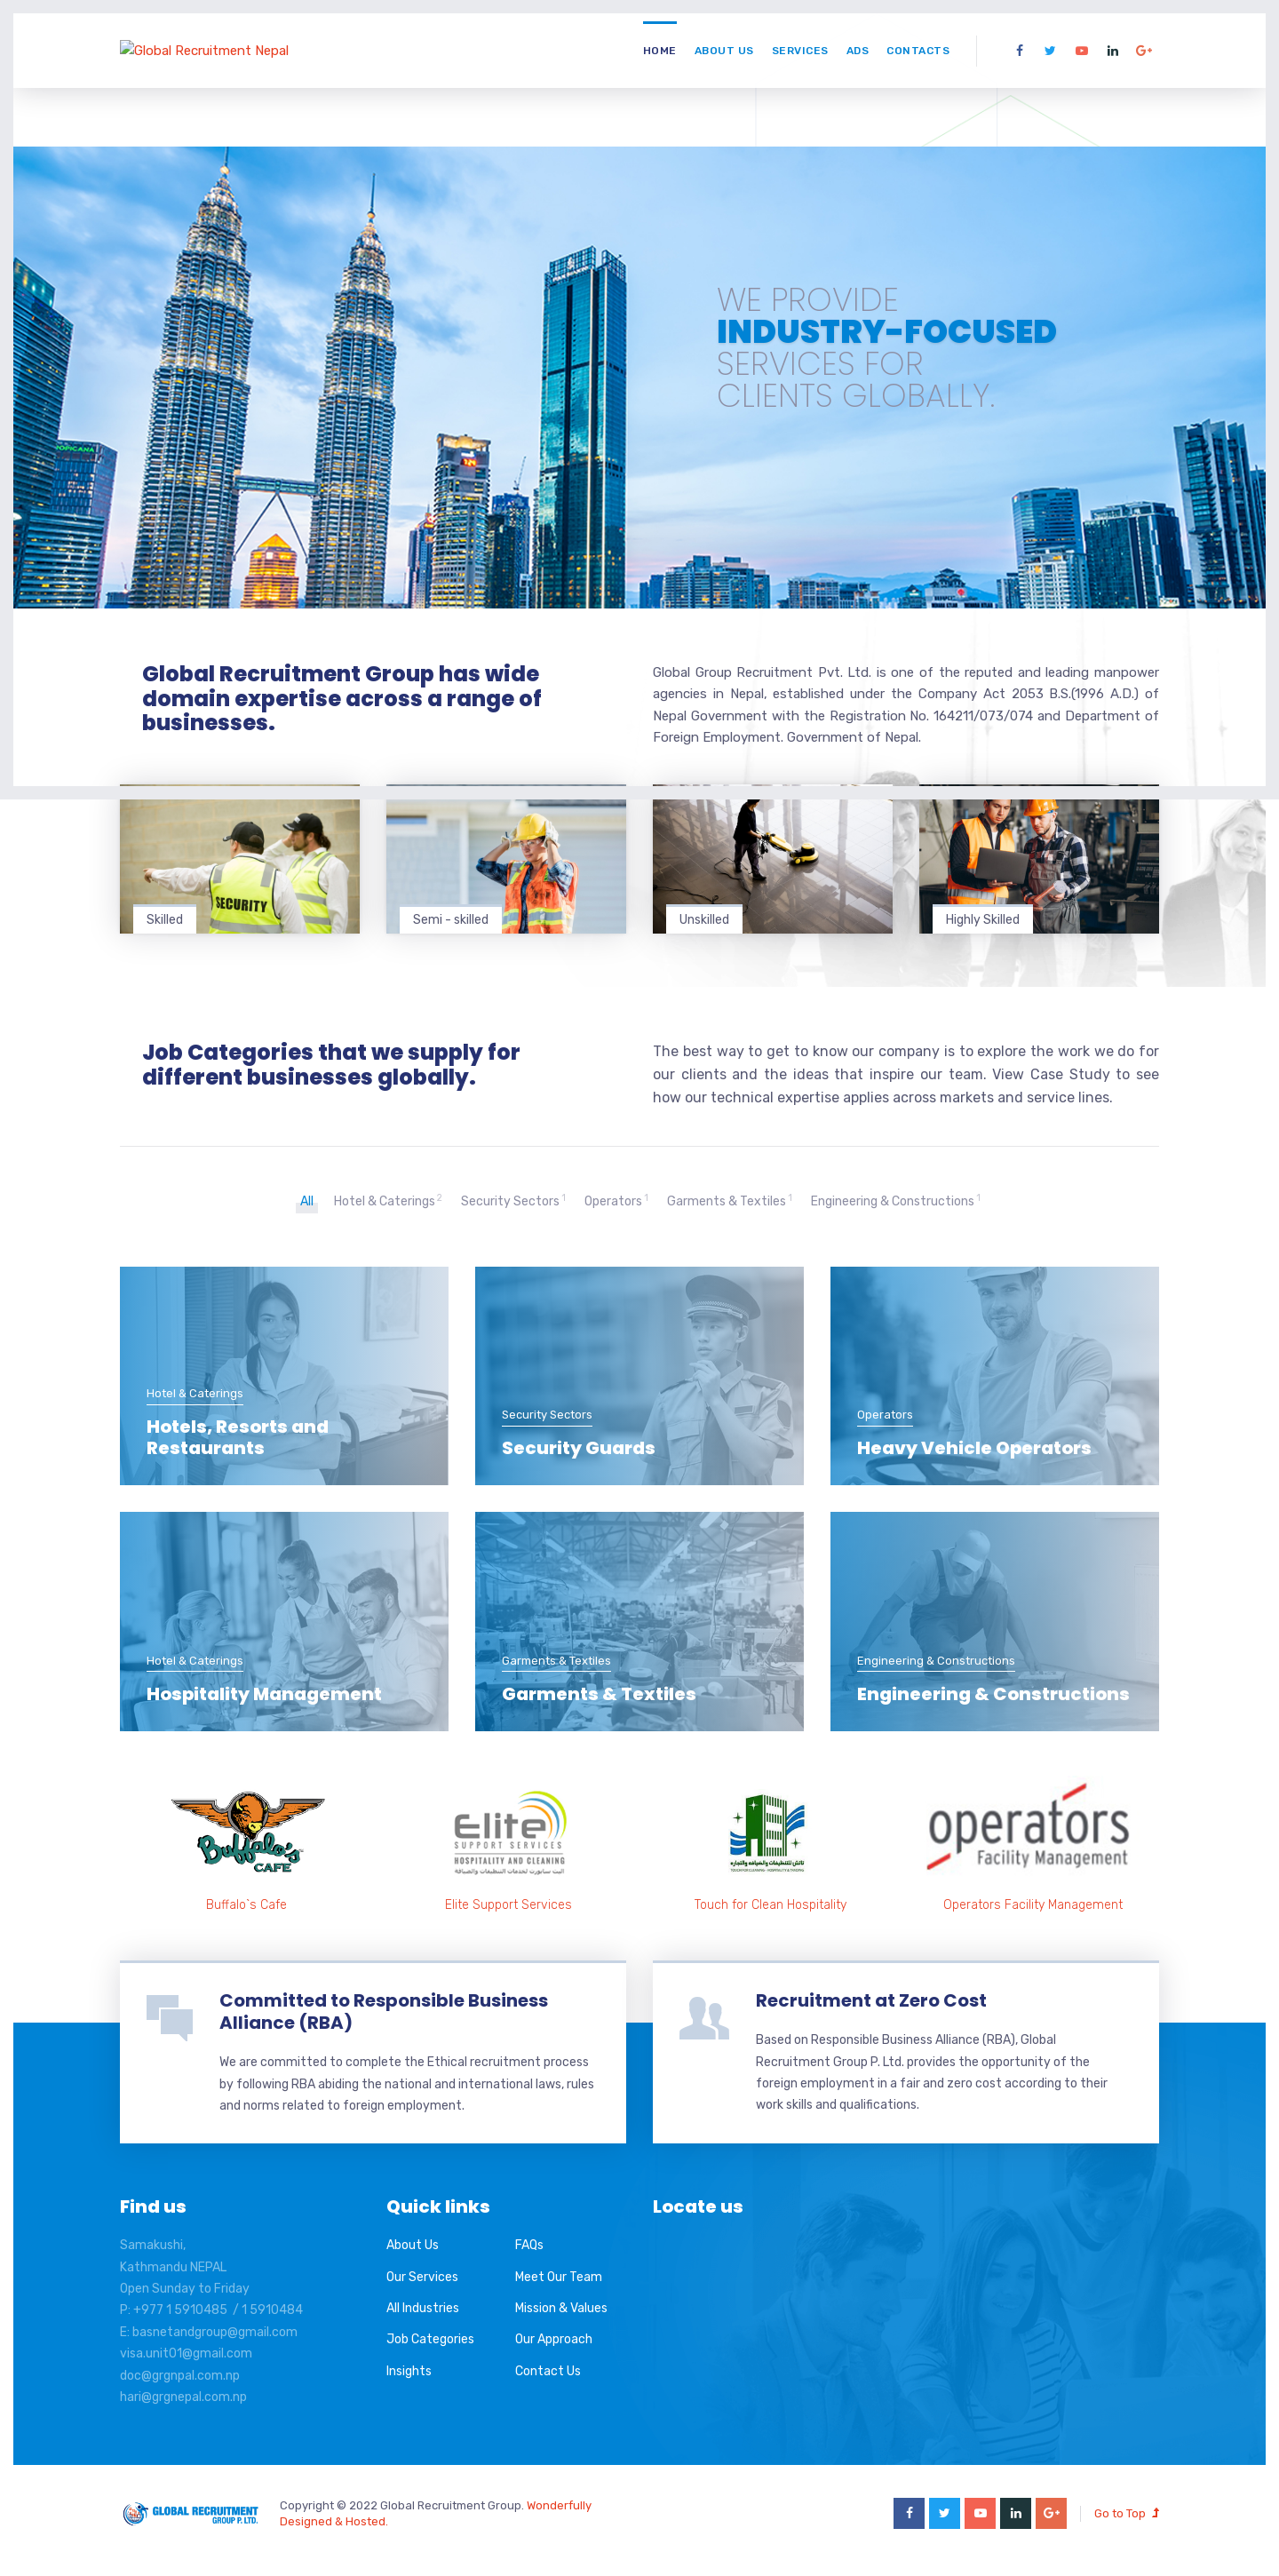 Global Recruitment Nepal
HOME ABOUT US SERVICES ADS CONTACTS
WE PROVIDE
INDUSTRY-FOCUSED
SERVICES FOR
CLIENTS GLOBALLY.
Global Recruitment Group has wide
domain expertise across a range of
businesses.
Global Group Recruitment Pvt. Ltd. is one of the reputed and leading manpower
agencies in Nepal, established under the Company Act 2053 B.S.(1996 A.D.) of
Nepal Government with the Registration No. 164211/073/074 and Department of
Foreign Employment. Government of Nepal.
SECURITY
Skilled
Semi - skilled
Unskilled
Highly Skilled
Job Categories that we supply for
different businesses globally.
The best way to get to know our company is to explore the work we do for
our clients and the ideas that inspire our team. View Case Study to see
how our technical expertise applies across markets and service lines.
All Hotel & Caterings 2 Security Sectors 1 Operators 1 Garments & Textiles 1 Engineering & Constructions 1
Hotel & Caterings
Hotels, Resorts and
Restaurants
Security Sectors
Security Guards
Operators
Heavy Vehicle Operators
Hotel & Caterings
Hospitality Management
Garments & Textiles
Garments & Textiles
Engineering & Constructions
Engineering & Constructions
Buffalo's
CAFE
Elite
SUPPORT SERVICES
HOSPITALITY AND CLEANING
operators
Facility Management
Buffalo`s Cafe
Elite Support Services
Touch for Clean Hospitality
Operators Facility Management
Committed to Responsible Business
Alliance (RBA)
We are committed to complete the Ethical recruitment process
by following RBA abiding the national and international laws, rules
and norms related to foreign employment.
Recruitment at Zero Cost
Based on Responsible Business Alliance (RBA), Global
Recruitment Group P. Ltd. provides the opportunity of the
foreign employment in a fair and zero cost according to their
work skills and qualifications.
Find us
Samakushi,
Kathmandu NEPAL
Open Sunday to Friday
P: +977 1 5910485 / 1 5910484
E: basnetandgroup@gmail.com
visa.unit01@gmail.com
doc@grgnpal.com.np
hari@grgnepal.com.np
Quick links
About Us
Our Services
All Industries
Job Categories
Insights
FAQs
Meet Our Team
Mission & Values
Our Approach
Contact Us
Locate us
GLOBAL RECRUITMENT
GROUP P. LTD.
Copyright © 2022 Global Recruitment Group. Wonderfully
Designed & Hosted.
Go to Top